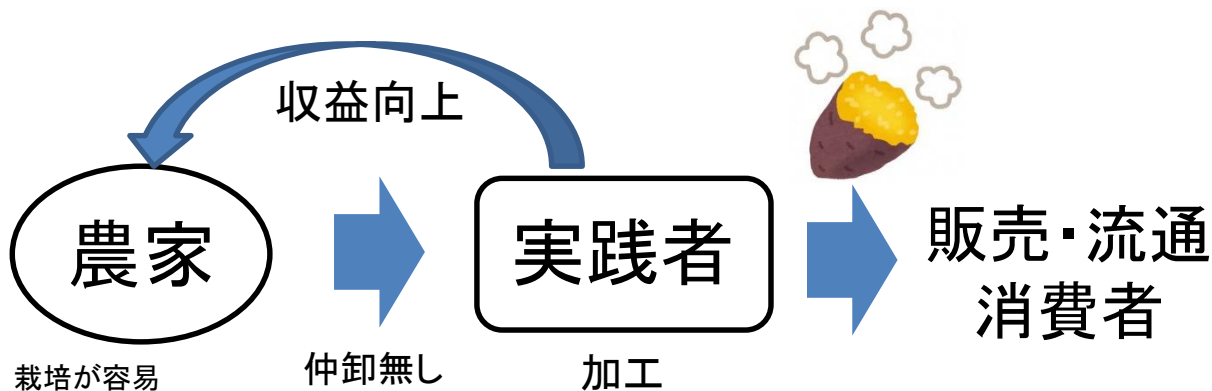 収益向上
農家
実践者
販売・流通
消費者
栽培が容易
仲卸無し
加工